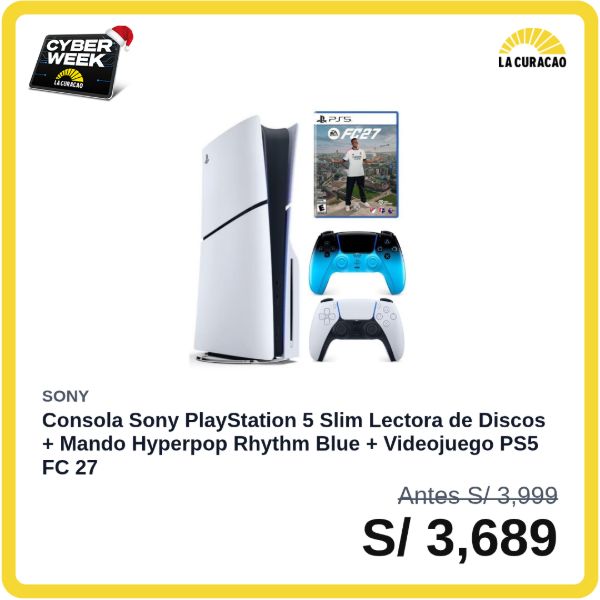 CYBER
WEEK
LA CURACAO
LA CURACAO
PS5
EA FC27
SONY
Consola Sony PlayStation 5 Slim Lectora de Discos
+ Mando Hyperpop Rhythm Blue + Videojuego PS5
FC 27
Antes S/ 3,999
S/ 3,689